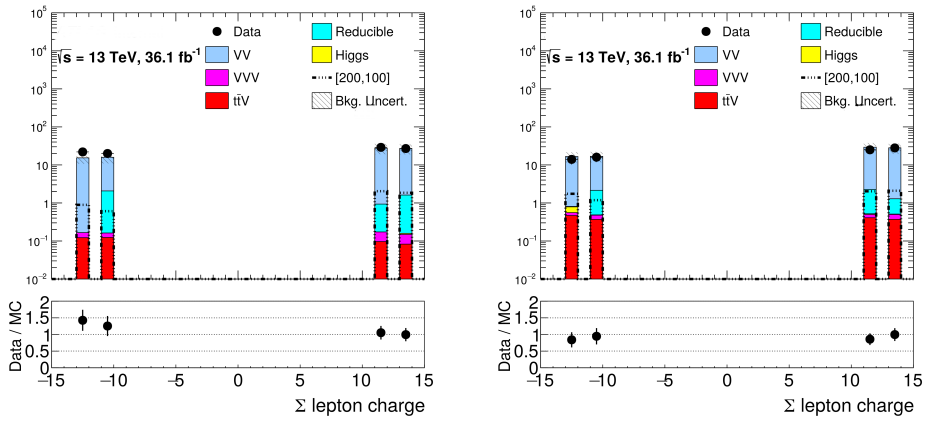 10⁵
10⁴
10³
10²
10
1
10⁻¹
10⁻²
√s = 13 TeV, 36.1 fb⁻¹
Data
VV
VVV
tt̄V
Reducible
Higgs
[200,100]
Bkg. Uncert.
Data / MC
2
1.5
1
0.5
0
−15 −10 −5 0 5 10 15
Σ lepton charge
10⁵
10⁴
10³
10²
10
1
10⁻¹
10⁻²
√s = 13 TeV, 36.1 fb⁻¹
Data
VV
VVV
tt̄V
Reducible
Higgs
[200,100]
Bkg. Uncert.
Data / MC
2
1.5
1
0.5
0
−15 −10 −5 0 5 10 15
Σ lepton charge